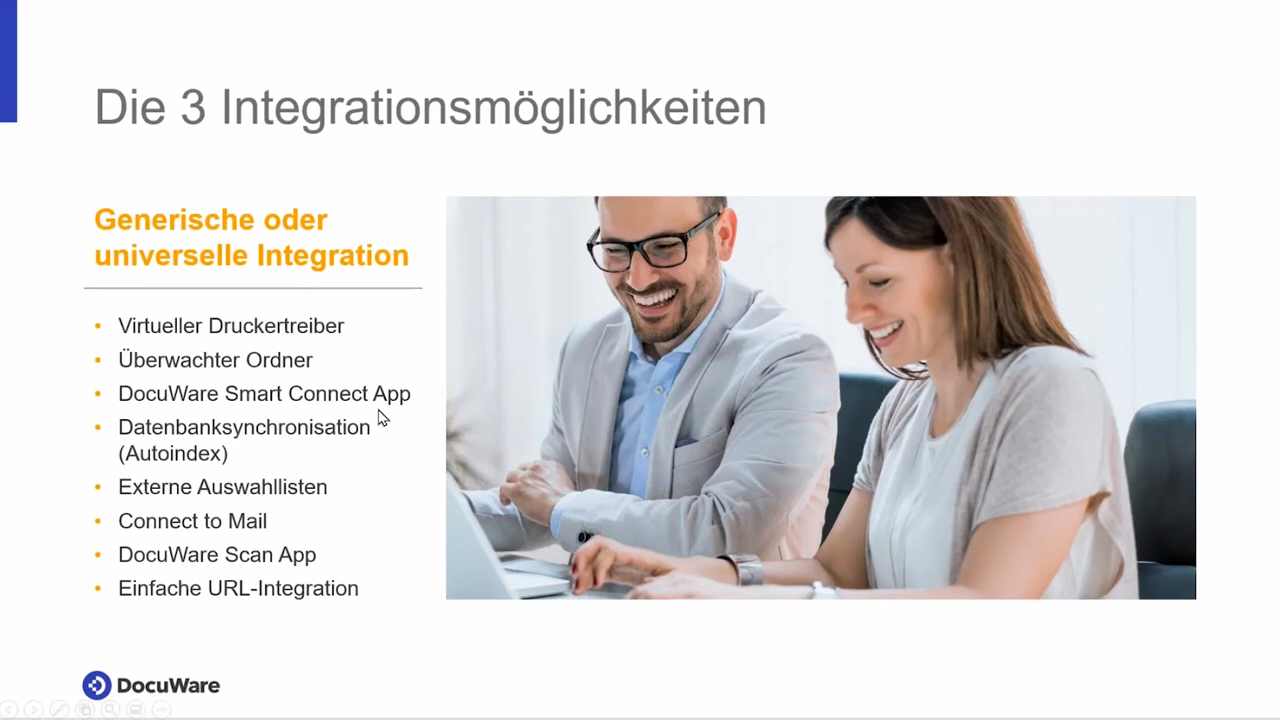 Die 3 Integrationsmöglichkeiten
Generische oder
universelle Integration
• Virtueller Druckertreiber
• Überwachter Ordner
• DocuWare Smart Connect App
• Datenbanksynchronisation
(Autoindex)
• Externe Auswahllisten
• Connect to Mail
• DocuWare Scan App
• Einfache URL-Integration
DocuWare